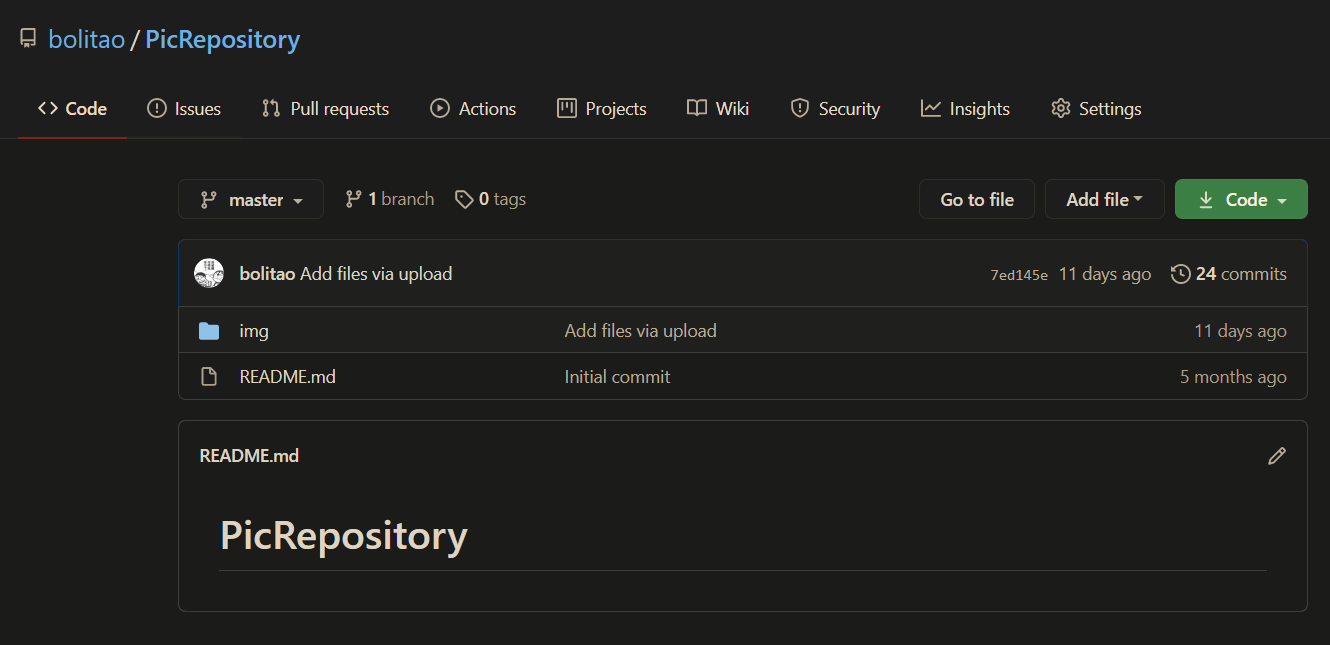 bolitao / PicRepository
Code Issues Pull requests Actions Projects Wiki Security Insights Settings
master 1 branch 0 tags Go to file Add file Code
bolitao Add files via upload 7ed145e 11 days ago 24 commits
img Add files via upload 11 days ago
README.md Initial commit 5 months ago
README.md
PicRepository